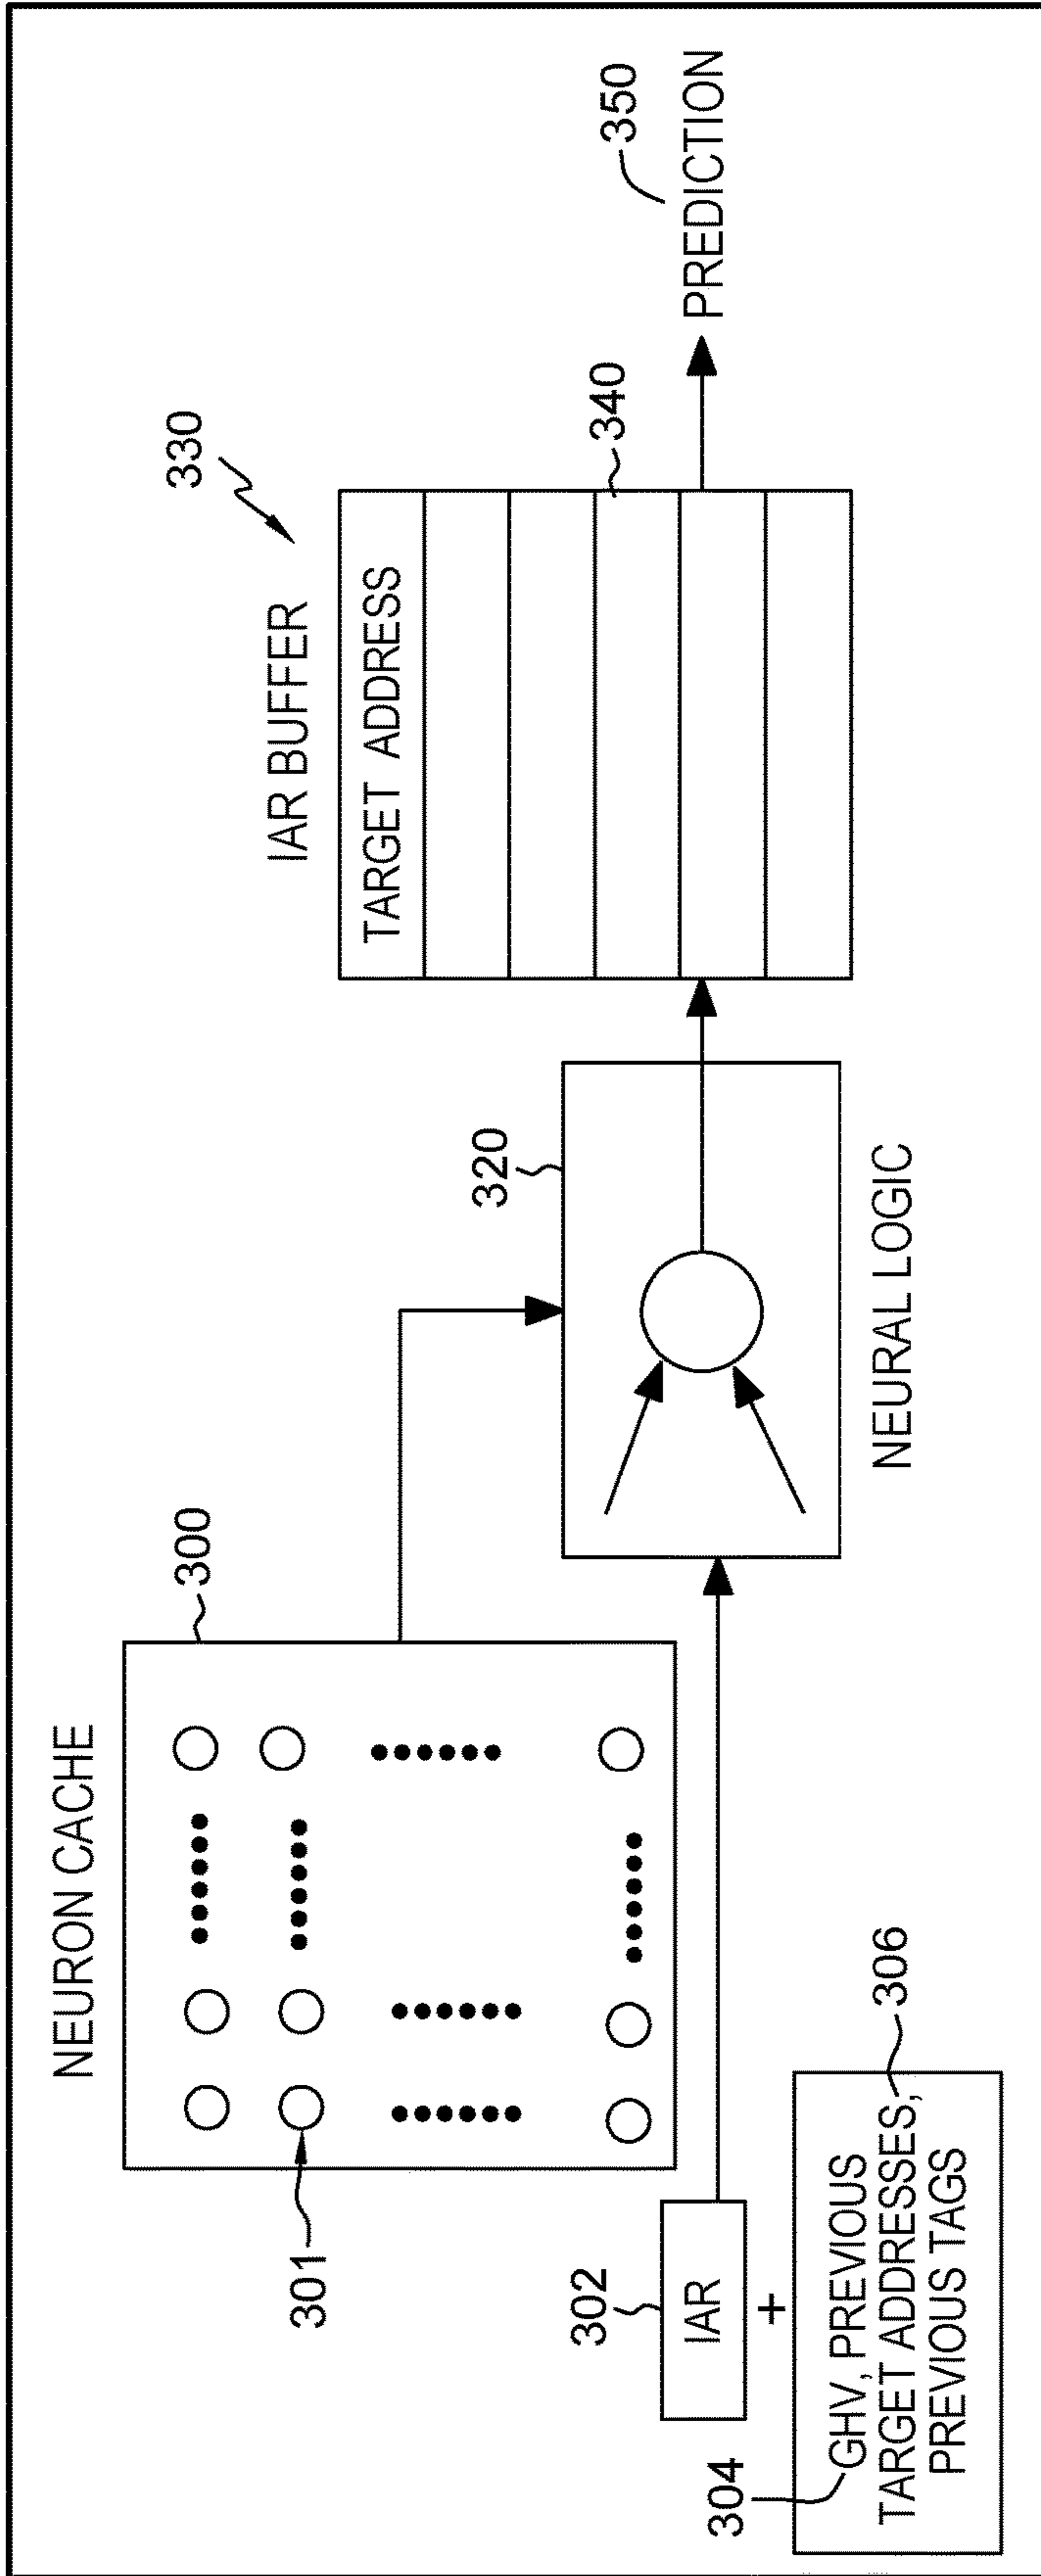 NEURON CACHE
300
301
302
IAR
+
304
GHV, PREVIOUS
TARGET ADDRESSES,
PREVIOUS TAGS
306
320
NEURAL LOGIC
330
IAR BUFFER
TARGET ADDRESS
340
350
PREDICTION